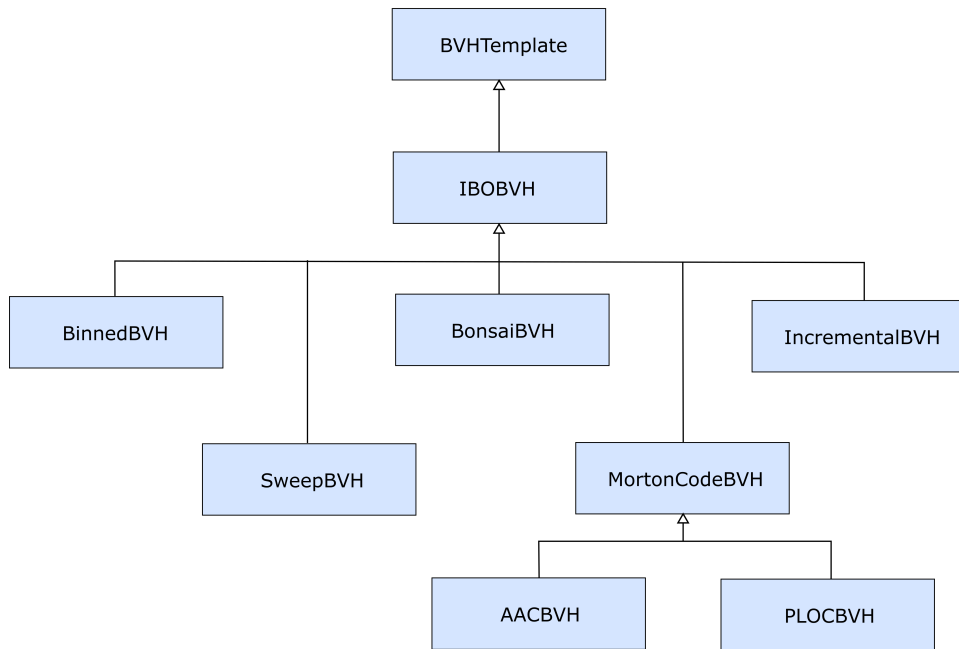 BVHTemplate
IBOBVH
BinnedBVH
BonsaiBVH
IncrementalBVH
SweepBVH
MortonCodeBVH
AACBVH
PLOCBVH